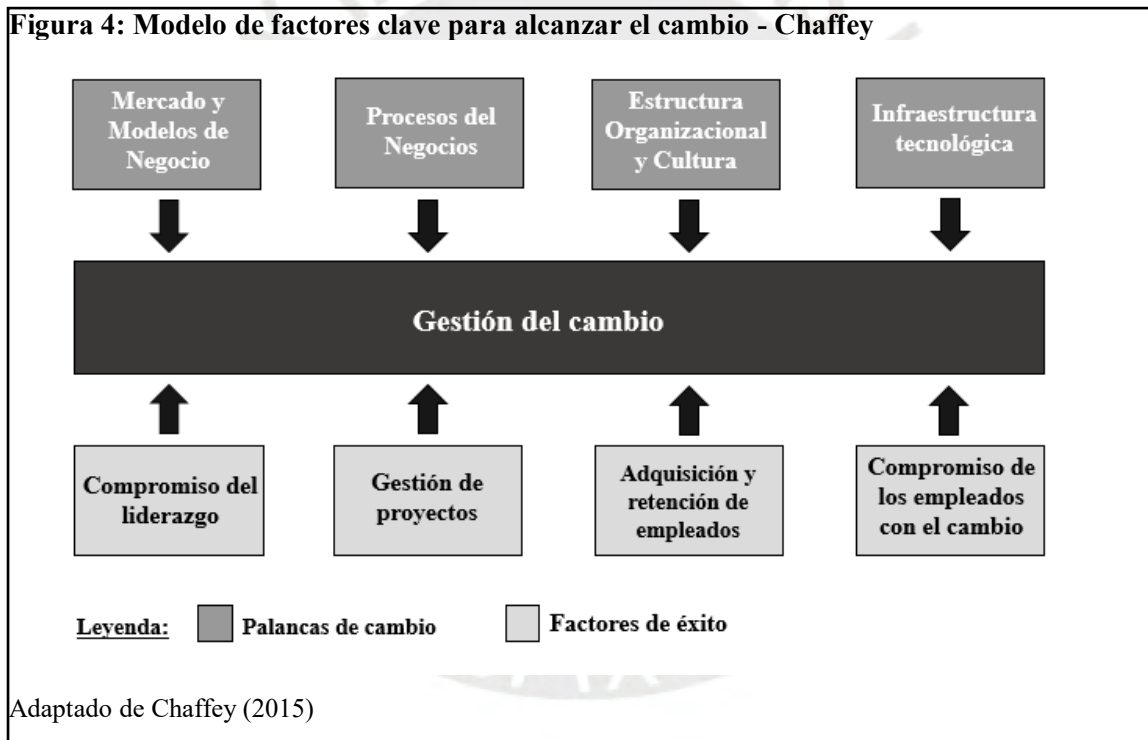 Figura 4: Modelo de factores clave para alcanzar el cambio - Chaffey
Mercado y
Modelos de
Negocio
Procesos del
Negocios
Estructura
Organizacional
y Cultura
Infraestructura
tecnológica
Gestión del cambio
Compromiso del
liderazgo
Gestión de
proyectos
Adquisición y
retención de
empleados
Compromiso de
los empleados
con el cambio
Leyenda:
Palancas de cambio
Factores de éxito
Adaptado de Chaffey (2015)